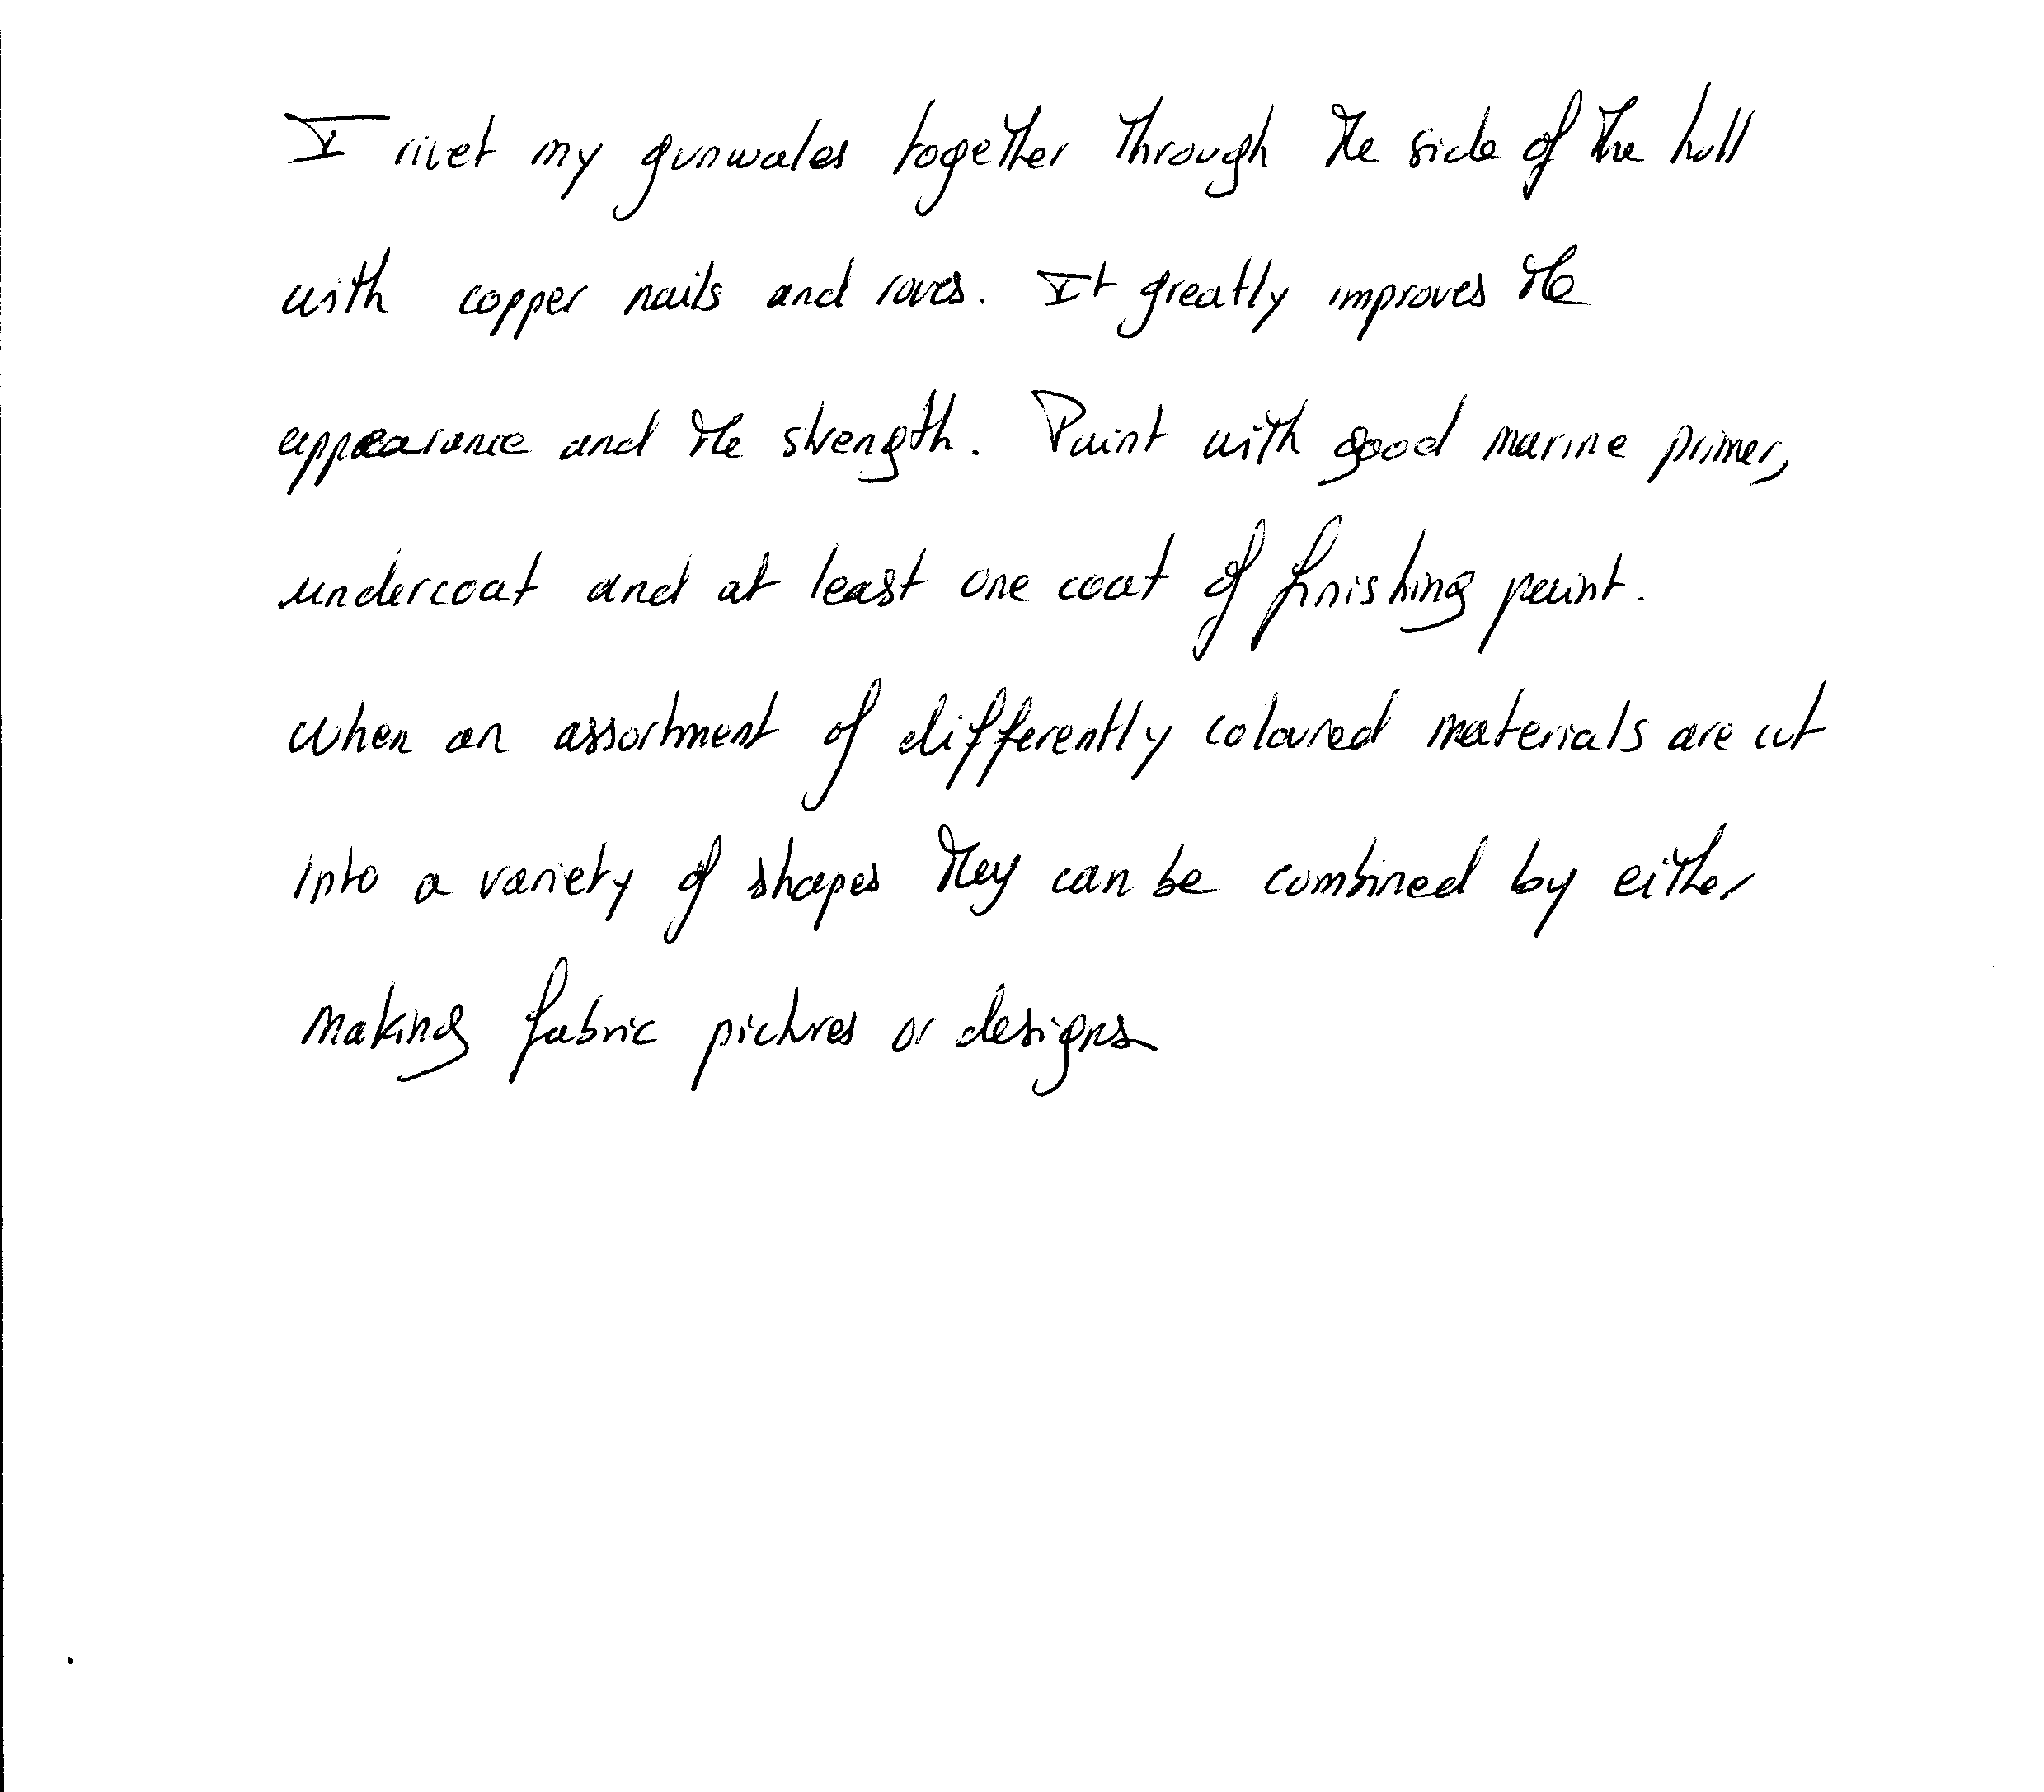 I rivet my gunwales together through the side of the hull
with copper nails and roves. It greatly improves the
appearance and the strength. Paint with good marine primer,
undercoat and at least one coat of finishing paint.
When an assortment of differently coloured materials are cut
into a variety of shapes they can be combined by either
making fabric pictures or designs